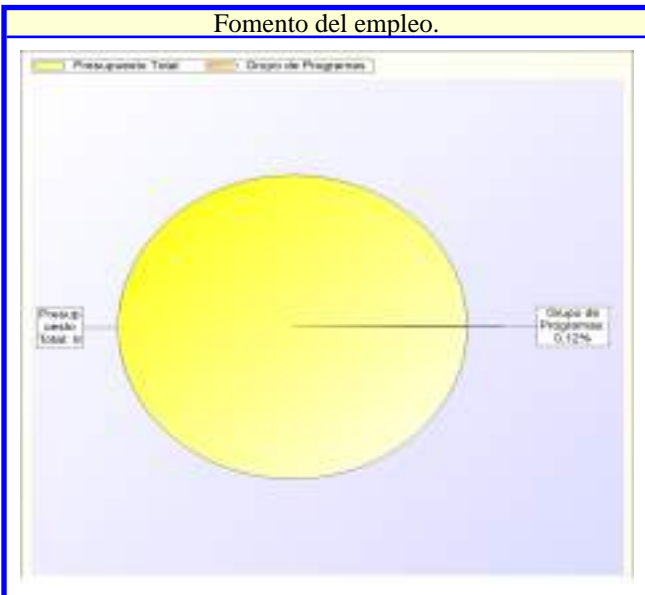 Fomento del empleo.
Presupuesto Total
Grupo de Programas
Presup
uesto
total:
Grupo de
Programas
0,12%